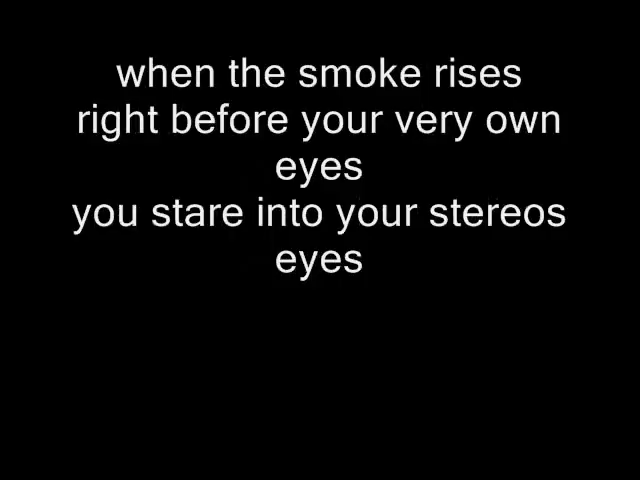 when the smoke rises
right before your very own
eyes
you stare into your stereos
eyes